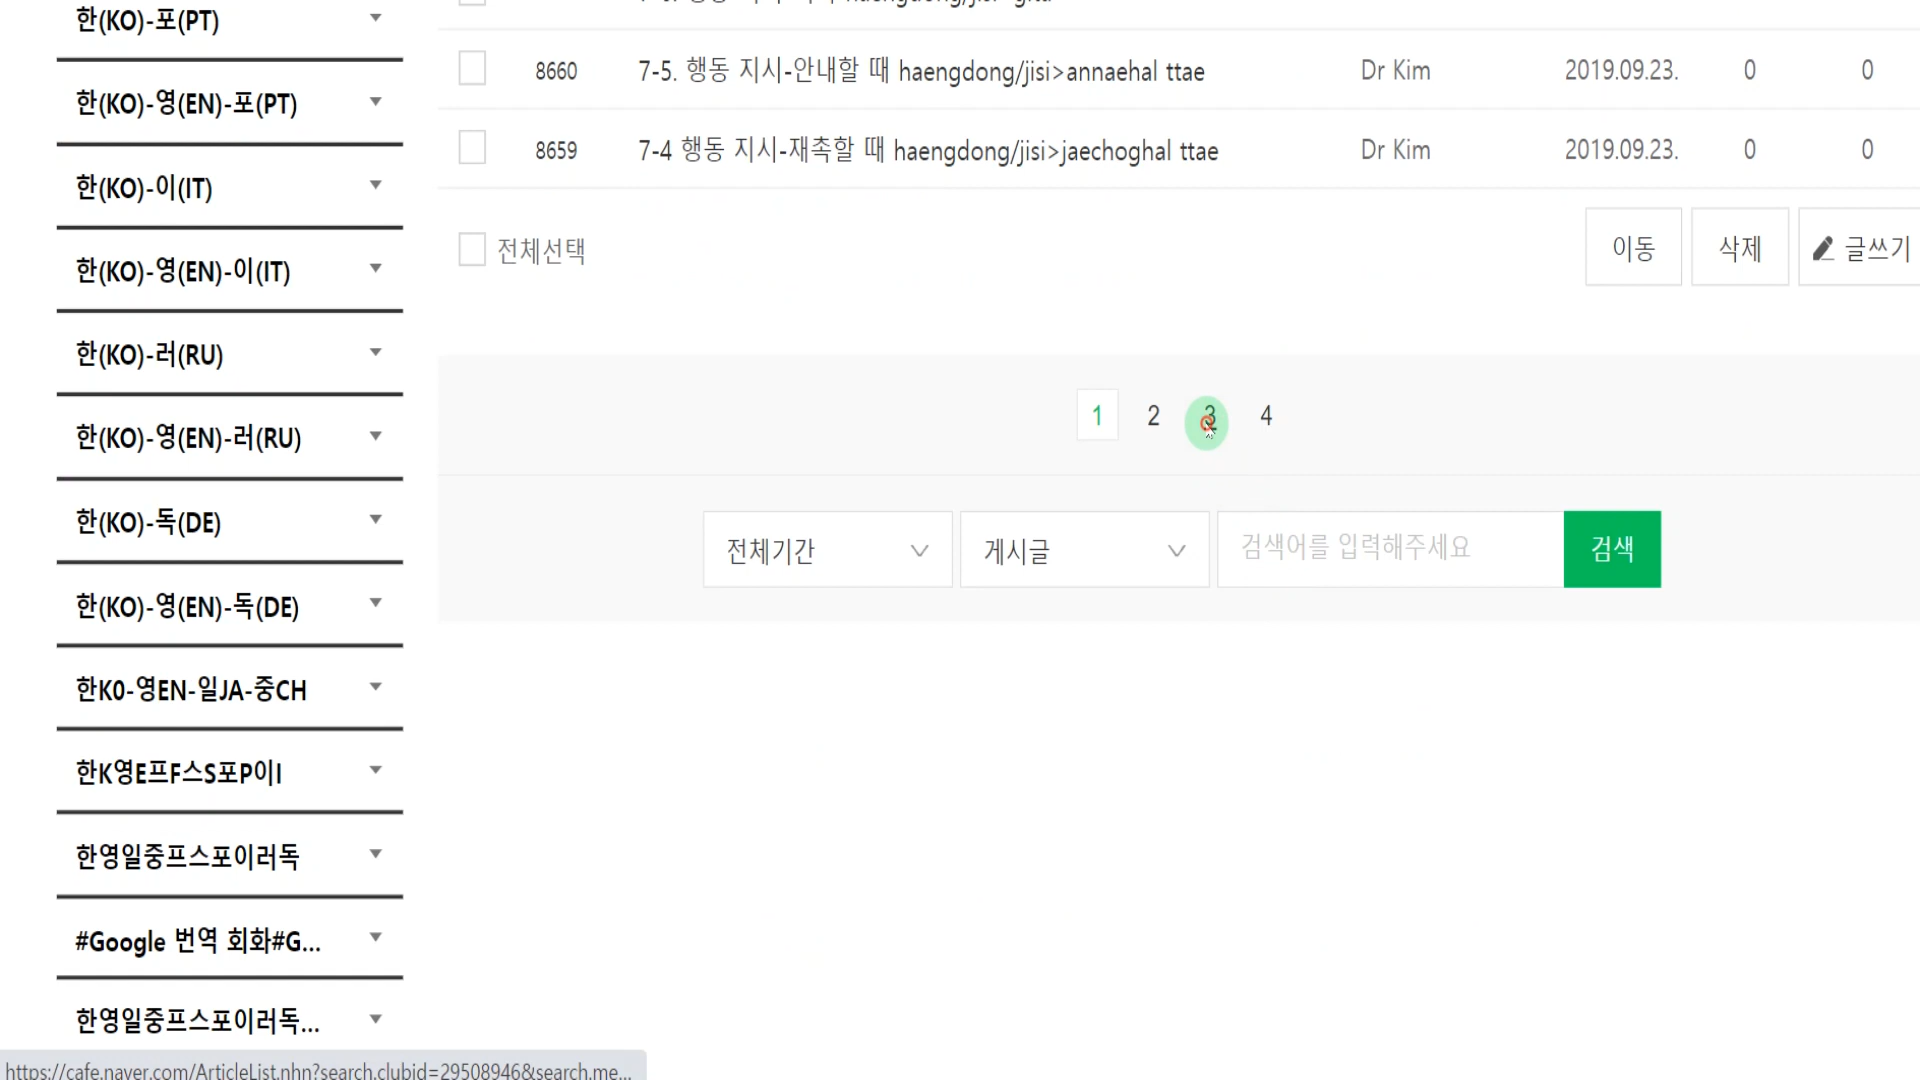 한(KO)-포(PT)
한(KO)-영(EN)-포(PT)
한(KO)-이(IT)
한(KO)-영(EN)-이(IT)
한(KO)-러(RU)
한(KO)-영(EN)-러(RU)
한(KO)-독(DE)
한(KO)-영(EN)-독(DE)
한K0-영EN-일JA-중CH
한K영E프F스S포P이I
한영일중프스포이러독
#Google 번역 회화#G...
한영일중프스포이러독...
8660 7-5. 행동 지시-안내할 때 haengdong/jisi>annaehal ttae Dr Kim 2019.09.23. 0 0
8659 7-4 행동 지시-재촉할 때 haengdong/jisi>jaechoghal ttae Dr Kim 2019.09.23. 0 0
전체선택 이동 삭제 글쓰기
1 2 3 4
전체기간 게시글 검색어를 입력해주세요 검색
https://cafe.naver.com/ArticleList.nhn?search.clubid=29508946&search.me...